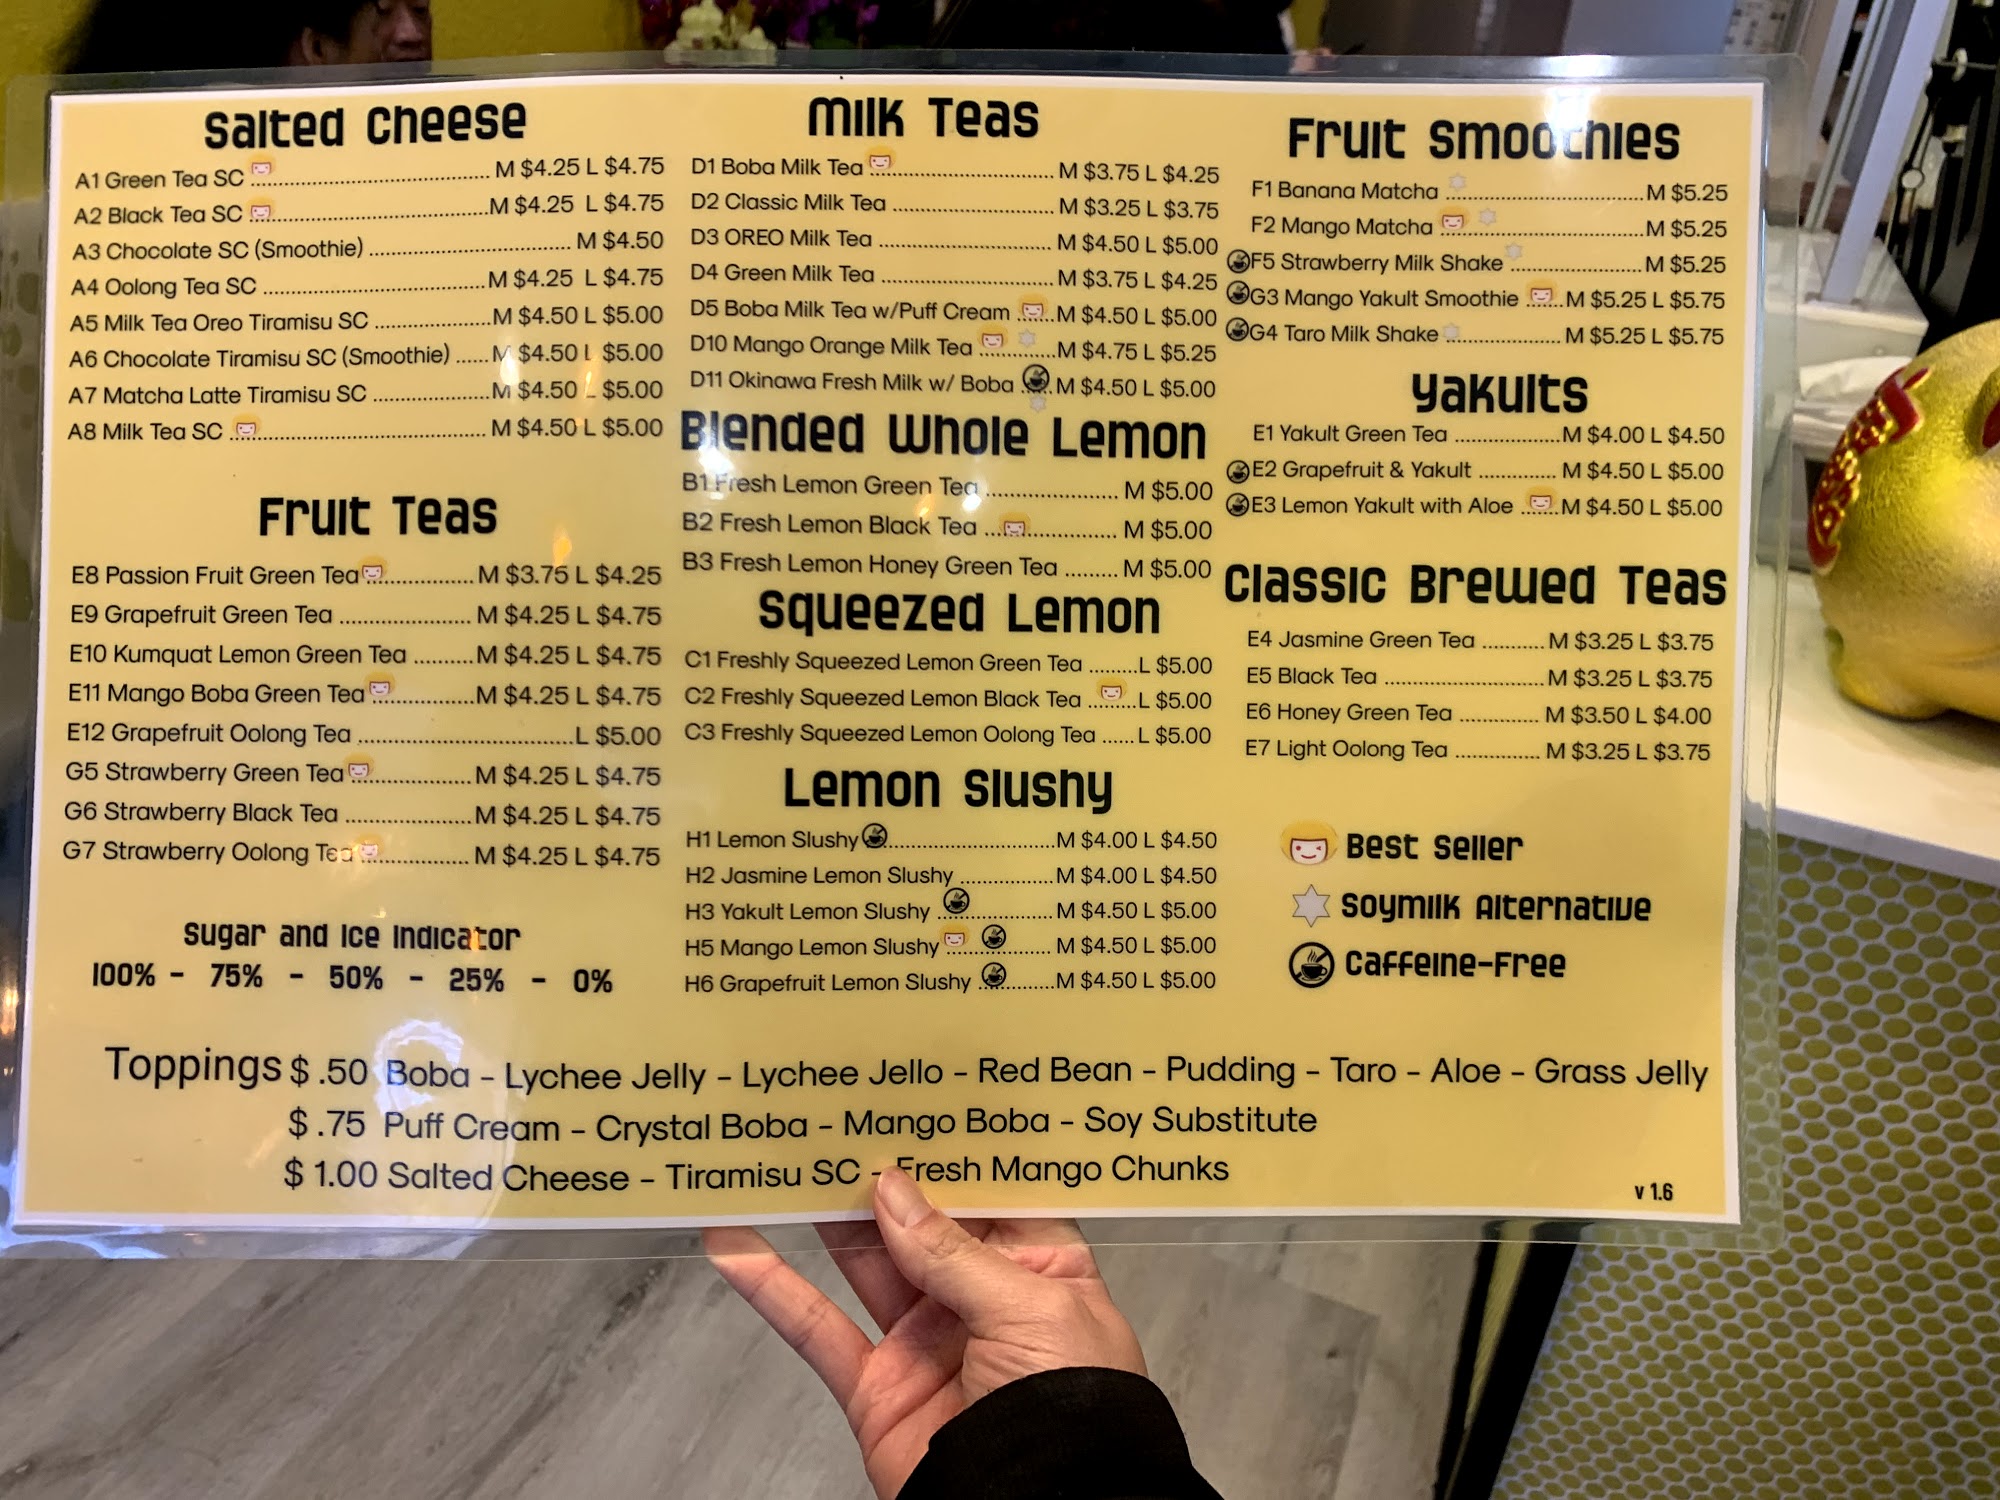 Salted Cheese
A1 Green Tea SC M $4.25 L $4.75
A2 Black Tea SC M $4.25 L $4.75
A3 Chocolate SC (Smoothie) M $4.50
A4 Oolong Tea SC M $4.25 L $4.75
A5 Milk Tea Oreo Tiramisu SC M $4.50 L $5.00
A6 Chocolate Tiramisu SC (Smoothie) M $4.50 L $5.00
A7 Matcha Latte Tiramisu SC M $4.50 L $5.00
A8 Milk Tea SC M $4.50 L $5.00
Fruit Teas
E8 Passion Fruit Green Tea M $3.75 L $4.25
E9 Grapefruit Green Tea M $4.25 L $4.75
E10 Kumquat Lemon Green Tea M $4.25 L $4.75
E11 Mango Boba Green Tea M $4.25 L $4.75
E12 Grapefruit Oolong Tea L $5.00
G5 Strawberry Green Tea M $4.25 L $4.75
G6 Strawberry Black Tea M $4.25 L $4.75
G7 Strawberry Oolong Tea M $4.25 L $4.75
Sugar and Ice Indicator
100% - 75% - 50% - 25% - 0%
Milk Teas
D1 Boba Milk Tea M $3.75 L $4.25
D2 Classic Milk Tea M $3.25 L $3.75
D3 OREO Milk Tea M $4.50 L $5.00
D4 Green Milk Tea M $3.75 L $4.25
D5 Boba Milk Tea w/Puff Cream M $4.50 L $5.00
D10 Mango Orange Milk Tea M $4.75 L $5.25
D11 Okinawa Fresh Milk w/ Boba M $4.50 L $5.00
Blended Whole Lemon
B1 Fresh Lemon Green Tea M $5.00
B2 Fresh Lemon Black Tea M $5.00
B3 Fresh Lemon Honey Green Tea M $5.00
Squeezed Lemon
C1 Freshly Squeezed Lemon Green Tea L $5.00
C2 Freshly Squeezed Lemon Black Tea L $5.00
C3 Freshly Squeezed Lemon Oolong Tea L $5.00
Lemon Slushy
H1 Lemon Slushy M $4.00 L $4.50
H2 Jasmine Lemon Slushy M $4.00 L $4.50
H3 Yakult Lemon Slushy M $4.50 L $5.00
H5 Mango Lemon Slushy M $4.50 L $5.00
H6 Grapefruit Lemon Slushy M $4.50 L $5.00
Fruit Smoothies
F1 Banana Matcha M $5.25
F2 Mango Matcha M $5.25
F5 Strawberry Milk Shake M $5.25
G3 Mango Yakult Smoothie M $5.25 L $5.75
G4 Taro Milk Shake M $5.25 L $5.75
Yakults
E1 Yakult Green Tea M $4.00 L $4.50
E2 Grapefruit & Yakult M $4.50 L $5.00
E3 Lemon Yakult with Aloe M $4.50 L $5.00
Classic Brewed Teas
E4 Jasmine Green Tea M $3.25 L $3.75
E5 Black Tea M $3.25 L $3.75
E6 Honey Green Tea M $3.50 L $4.00
E7 Light Oolong Tea M $3.25 L $3.75
Best Seller
Soymilk Alternative
Caffeine-Free
Toppings $ .50 Boba - Lychee Jelly - Lychee Jello - Red Bean - Pudding - Taro - Aloe - Grass Jelly
$ .75 Puff Cream - Crystal Boba - Mango Boba - Soy Substitute
$ 1.00 Salted Cheese - Tiramisu SC - Fresh Mango Chunks
v 1.6